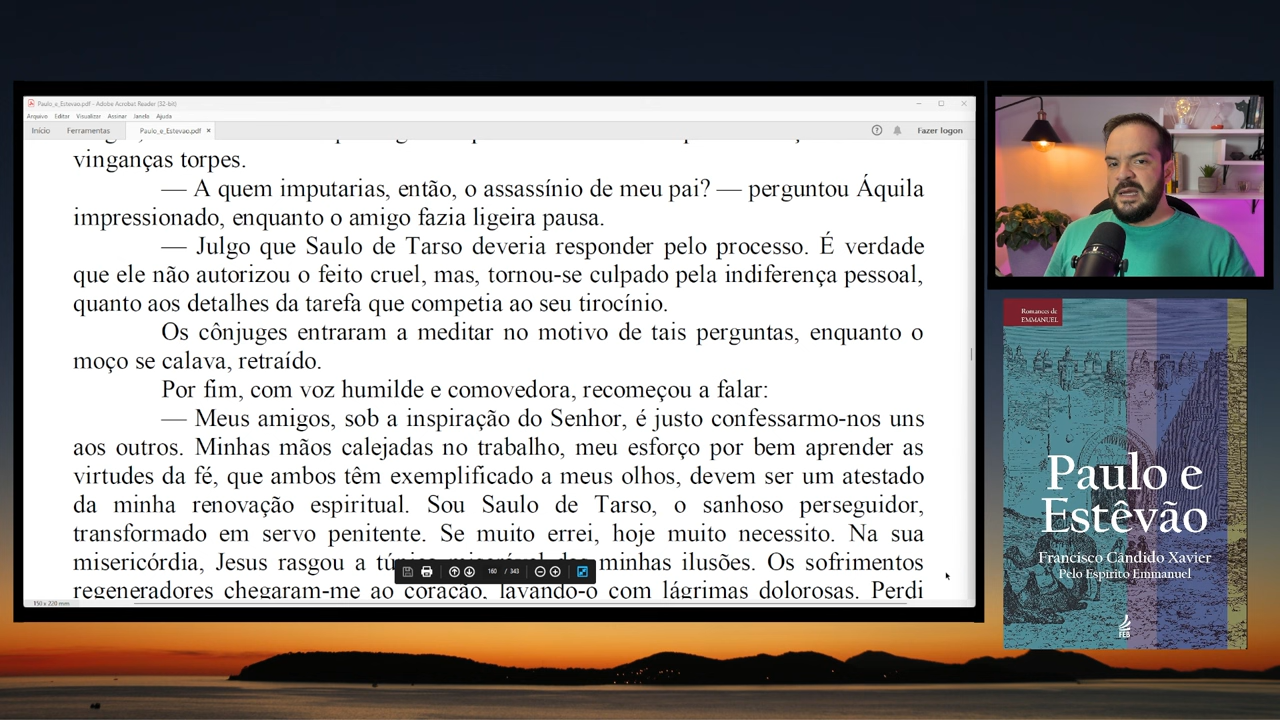 Paulo_e_Estevao.pdf - Adobe Acrobat Reader (32-bit)
Arquivo Editar Visualizar Assinar Janela Ajuda
Início Ferramentas Paulo_e_Estevao.pdf × Fazer logon
vinganças torpes.
— A quem imputarias, então, o assassínio de meu pai? — perguntou Áquila
impressionado, enquanto o amigo fazia ligeira pausa.
— Julgo que Saulo de Tarso deveria responder pelo processo. É verdade
que ele não autorizou o feito cruel, mas, tornou-se culpado pela indiferença pessoal,
quanto aos detalhes da tarefa que competia ao seu tirocínio.
Os cônjuges entraram a meditar no motivo de tais perguntas, enquanto o
moço se calava, retraído.
Por fim, com voz humilde e comovedora, recomeçou a falar:
— Meus amigos, sob a inspiração do Senhor, é justo confessarmo-nos uns
aos outros. Minhas mãos calejadas no trabalho, meu esforço por bem aprender as
virtudes da fé, que ambos têm exemplificado a meus olhos, devem ser um atestado
da minha renovação espiritual. Sou Saulo de Tarso, o sanhoso perseguidor,
transformado em servo penitente. Se muito errei, hoje muito necessito. Na sua
misericórdia, Jesus rasgou a minhas ilusões. Os sofrimentos
regeneradores chegaram-me ao coração, lavando-o com lágrimas dolorosas. Perdi
160 / 343
150 x 220 mm
Romances de
EMMANUEL
Paulo e
Estêvão
Francisco Cândido Xavier
Pelo Espírito Emmanuel
FEB